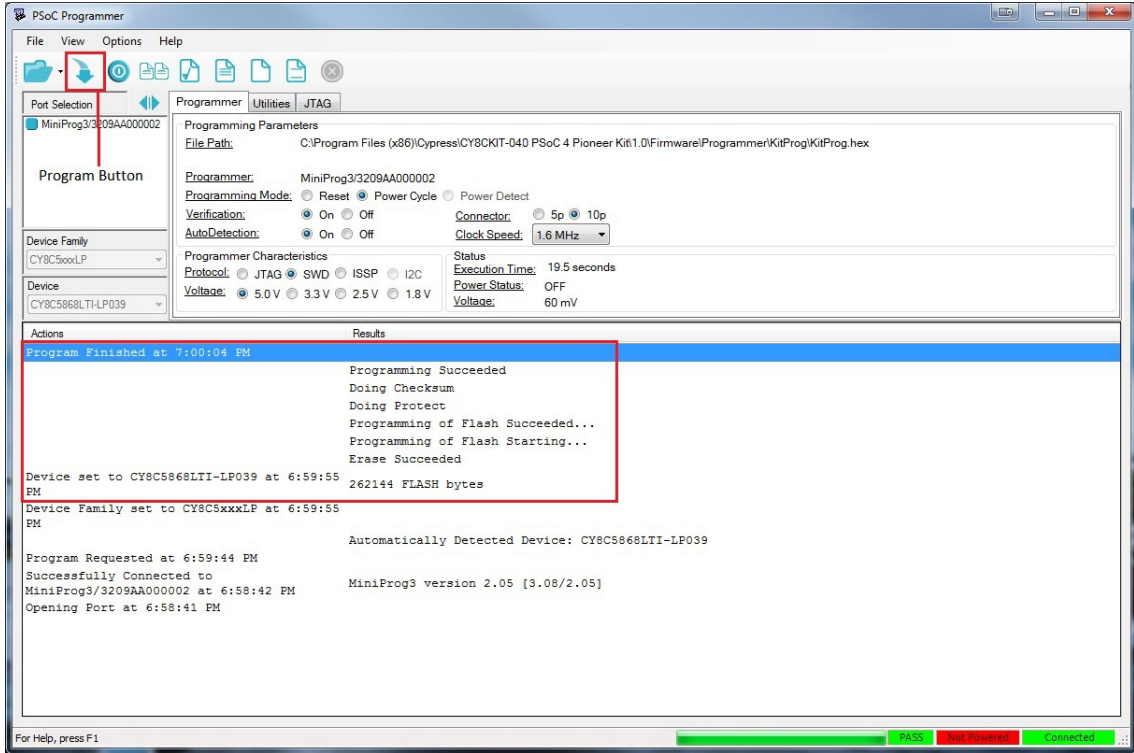 PSoC Programmer
File View Options Help
Port Selection
Programmer Utilities JTAG
MiniProg3/3209AA000002
Program Button
Programming Parameters
File Path: C:\Program Files (x86)\Cypress\CY8CKIT-040 PSoC 4 Pioneer Kit\1.0\Firmware\Programmer\KitProg\KitProg.hex
Programmer: MiniProg3/3209AA000002
Programming Mode: Reset Power Cycle Power Detect
Verification: On Off Connector: 5p 10p
AutoDetection: On Off Clock Speed: 1.6 MHz
Device Family
CY8C5xxxLP
Device
CY8C5868LTI-LP039
Programmer Characteristics
Protocol: JTAG SWD ISSP I2C
Voltage: 5.0 V 3.3 V 2.5 V 1.8 V
Status
Execution Time: 19.5 seconds
Power Status: OFF
Voltage: 60 mV
Actions Results
Program Finished at 7:00:04 PM
Programming Succeeded
Doing Checksum
Doing Protect
Programming of Flash Succeeded...
Programming of Flash Starting...
Erase Succeeded
Device set to CY8C5868LTI-LP039 at 6:59:55
PM
262144 FLASH bytes
Device Family set to CY8C5xxxLP at 6:59:55
PM
Automatically Detected Device: CY8C5868LTI-LP039
Program Requested at 6:59:44 PM
Successfully Connected to
MiniProg3/3209AA000002 at 6:58:42 PM
MiniProg3 version 2.05 [3.08/2.05]
Opening Port at 6:58:41 PM
For Help, press F1
PASS Not Powered Connected